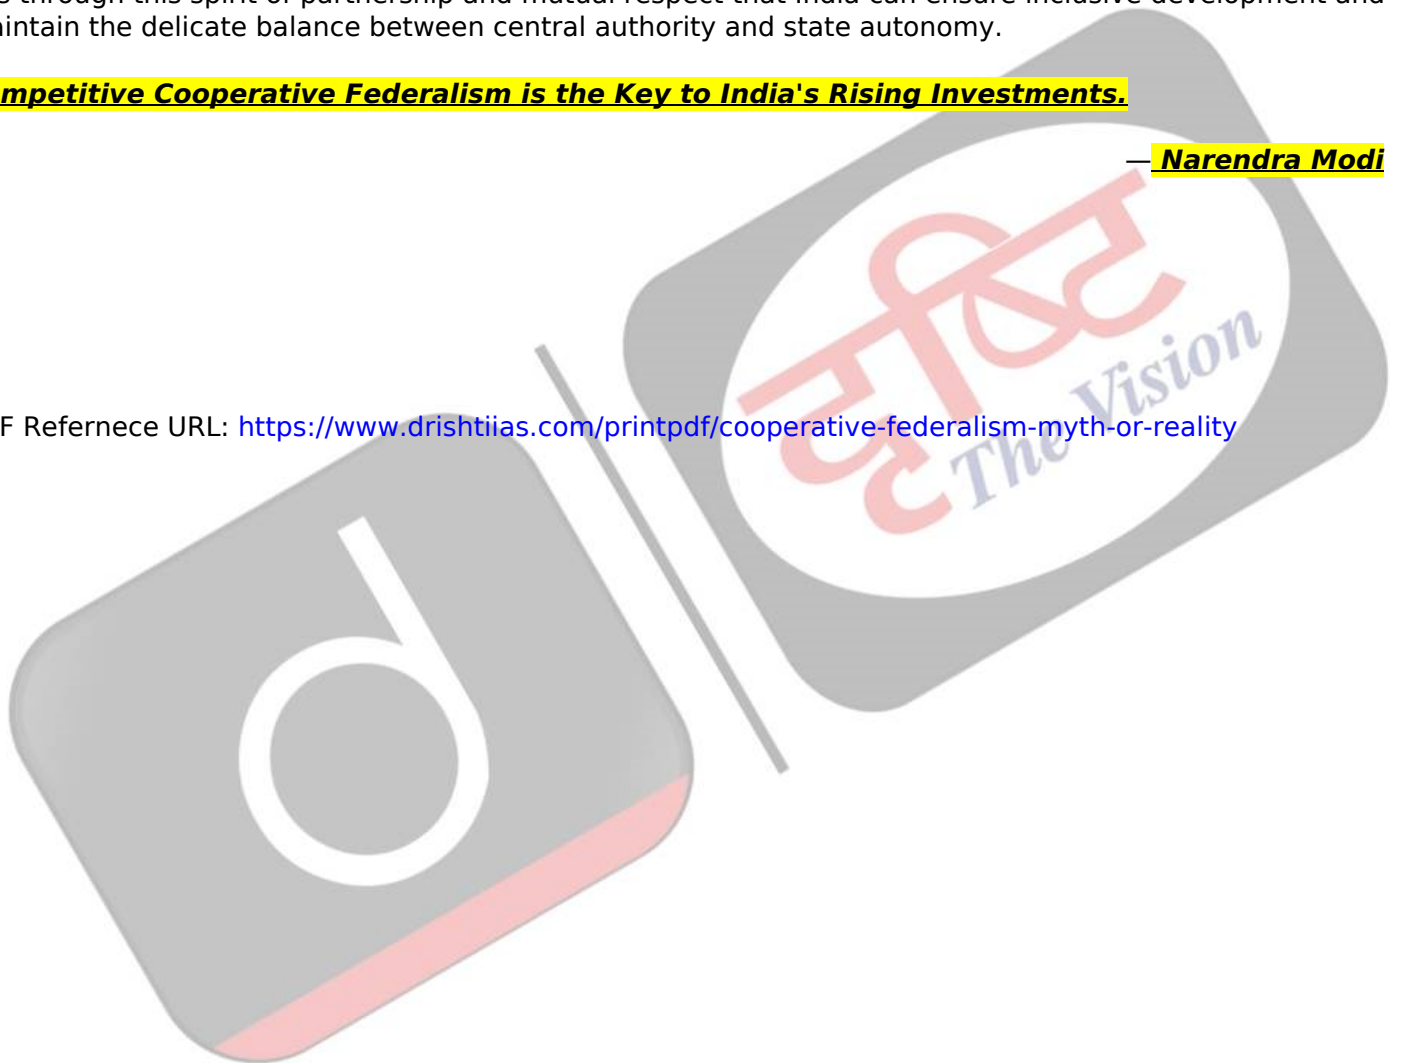 s through this spirit of partnership and mutual respect that India can ensure inclusive development and
aintain the delicate balance between central authority and state autonomy.
mpetitive Cooperative Federalism is the Key to India's Rising Investments.
— Narendra Modi
दृष्टि
The Vision
F Refernece URL: https://www.drishtiias.com/printpdf/cooperative-federalism-myth-or-reality
d